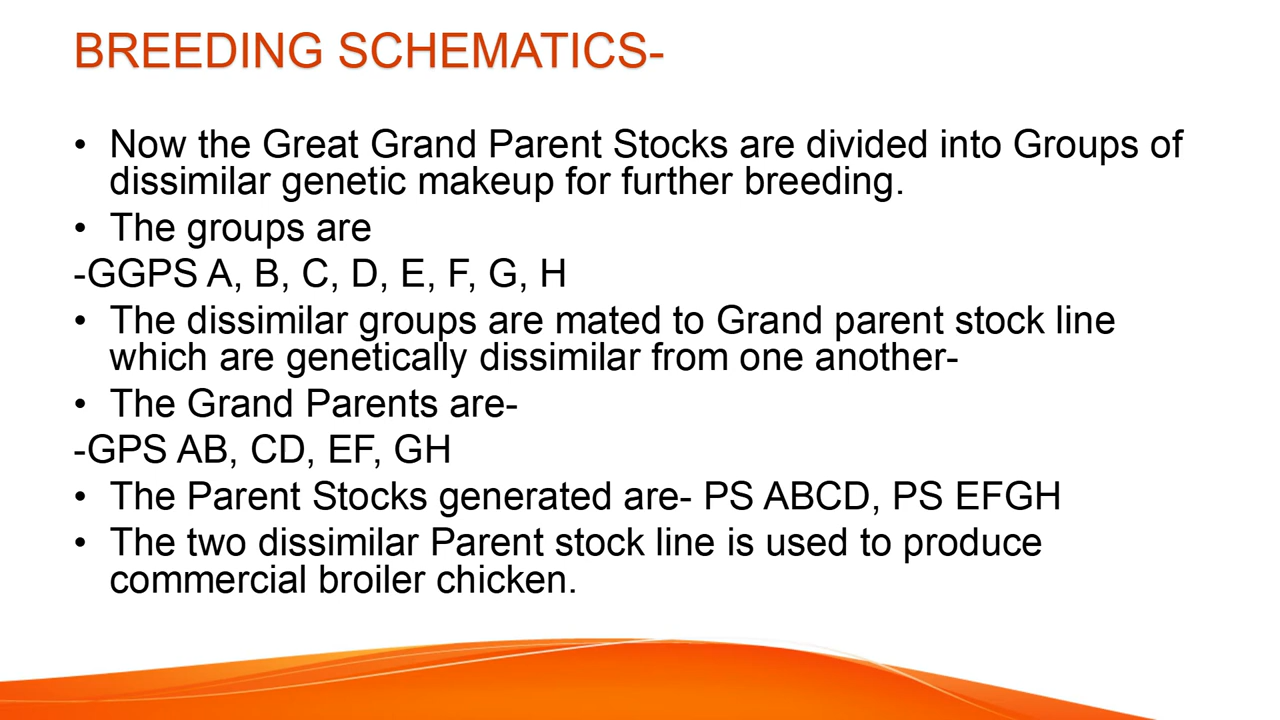 BREEDING SCHEMATICS-
• Now the Great Grand Parent Stocks are divided into Groups of
dissimilar genetic makeup for further breeding.
• The groups are
-GGPS A, B, C, D, E, F, G, H
• The dissimilar groups are mated to Grand parent stock line
which are genetically dissimilar from one another-
• The Grand Parents are-
-GPS AB, CD, EF, GH
• The Parent Stocks generated are- PS ABCD, PS EFGH
• The two dissimilar Parent stock line is used to produce
commercial broiler chicken.